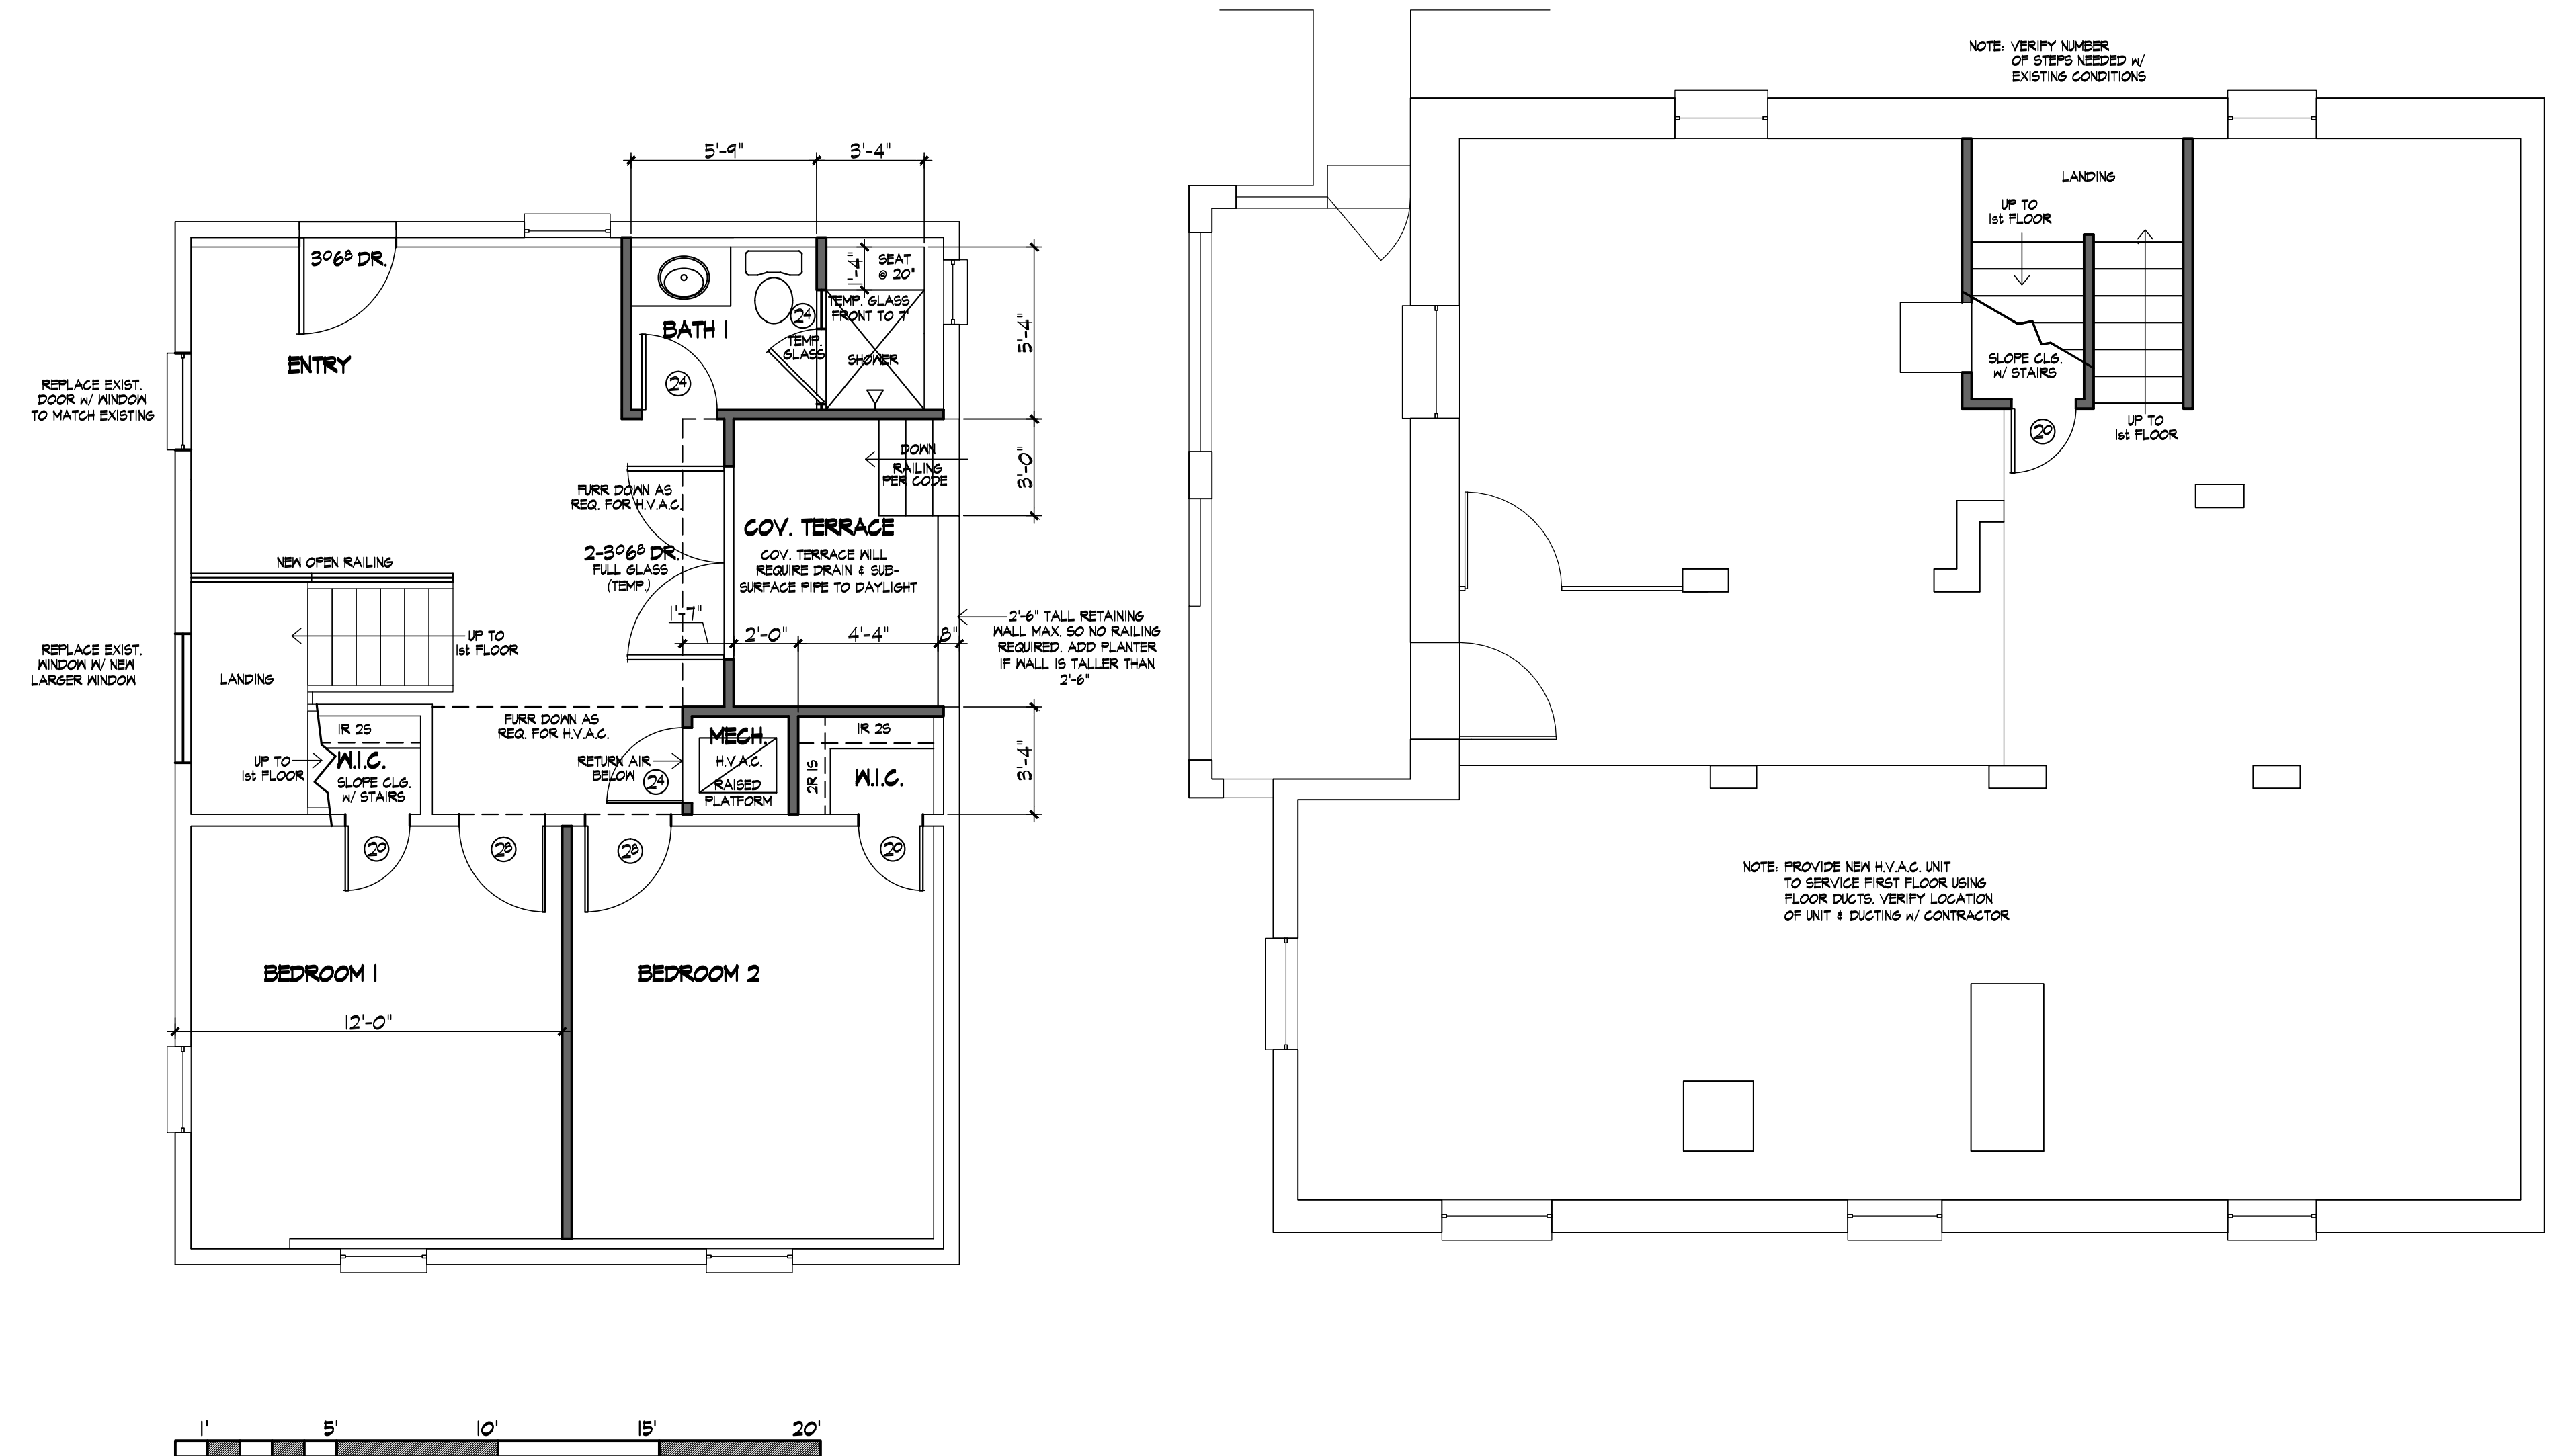 NOTE: VERIFY NUMBER
OF STEPS NEEDED W/
EXISTING CONDITIONS
5'-9"
3'-4"
LANDING
UP TO
1st FLOOR
3068 DR.
1'-4"
SEAT
@ 20"
TEMP. GLASS
FRONT TO 7'
24
BATH 1
TEMP.
GLASS
SHOWER
5'-4"
ENTRY
24
REPLACE EXIST.
DOOR W/ WINDOW
TO MATCH EXISTING
SLOPE CLG.
W/ STAIRS
20
UP TO
1st FLOOR
DOWN
RAILING
PER CODE
3'-0"
FURR DOWN AS
REQ. FOR H.V.A.C.
COV. TERRACE
COV. TERRACE WILL
REQUIRE DRAIN & SUB-
SURFACE PIPE TO DAYLIGHT
2-3068 DR.
FULL GLASS
(TEMP.)
NEW OPEN RAILING
1'-7"
2'-0"
4'-4"
8"
2'-6" TALL RETAINING
WALL MAX. SO NO RAILING
REQUIRED. ADD PLANTER
IF WALL IS TALLER THAN
2'-6"
UP TO
1st FLOOR
REPLACE EXIST.
WINDOW W/ NEW
LARGER WINDOW
LANDING
1R 2S
FURR DOWN AS
REQ. FOR H.V.A.C.
MECH.
1R 2S
UP TO
1st FLOOR
W.I.C.
SLOPE CLG.
W/ STAIRS
RETURN AIR
BELOW
24
H.V.A.C.
RAISED
PLATFORM
2R 1S
W.I.C.
3'-4"
20
28
28
20
NOTE: PROVIDE NEW H.V.A.C. UNIT
TO SERVICE FIRST FLOOR USING
FLOOR DUCTS. VERIFY LOCATION
OF UNIT & DUCTING W/ CONTRACTOR
BEDROOM 1
BEDROOM 2
12'-0"
1'
5'
10'
15'
20'